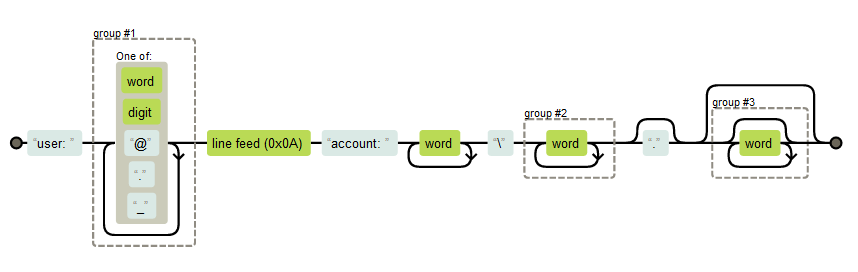 group #1
One of:
word
digit
"user: "
"@"
"."
"_"
line feed (0x0A)
"account: "
word
"\"
group #2
word
"."
group #3
word